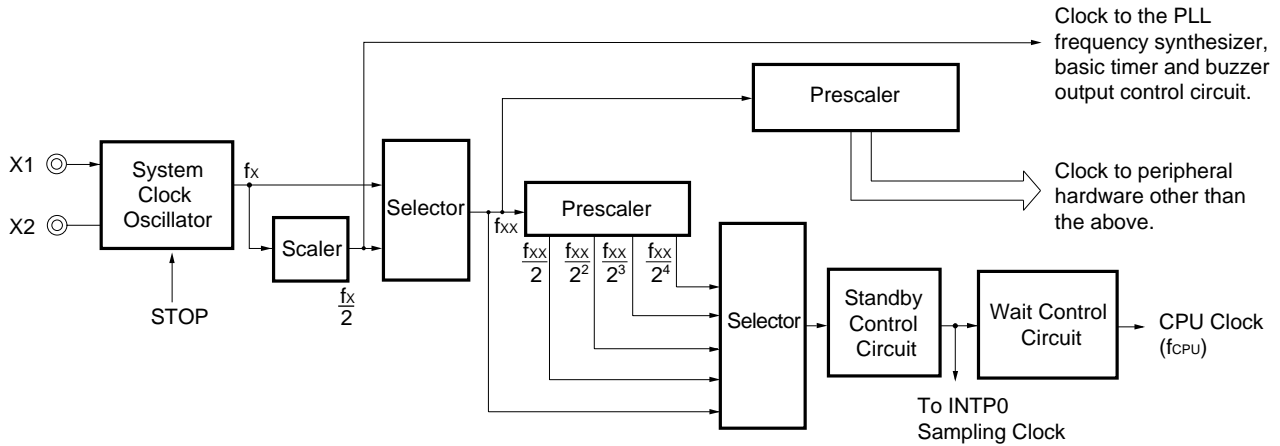 Clock to the PLL
frequency synthesizer,
basic timer and buzzer
output control circuit.
Prescaler
X1
X2
System
Clock
Oscillator
fX
Selector
fXX
Prescaler
Clock to peripheral
hardware other than
the above.
Scaler
fX/2
STOP
fXX/2
fXX/2²
fXX/2³
fXX/2⁴
Selector
Standby
Control
Circuit
Wait Control
Circuit
CPU Clock
(fCPU)
To INTP0
Sampling Clock